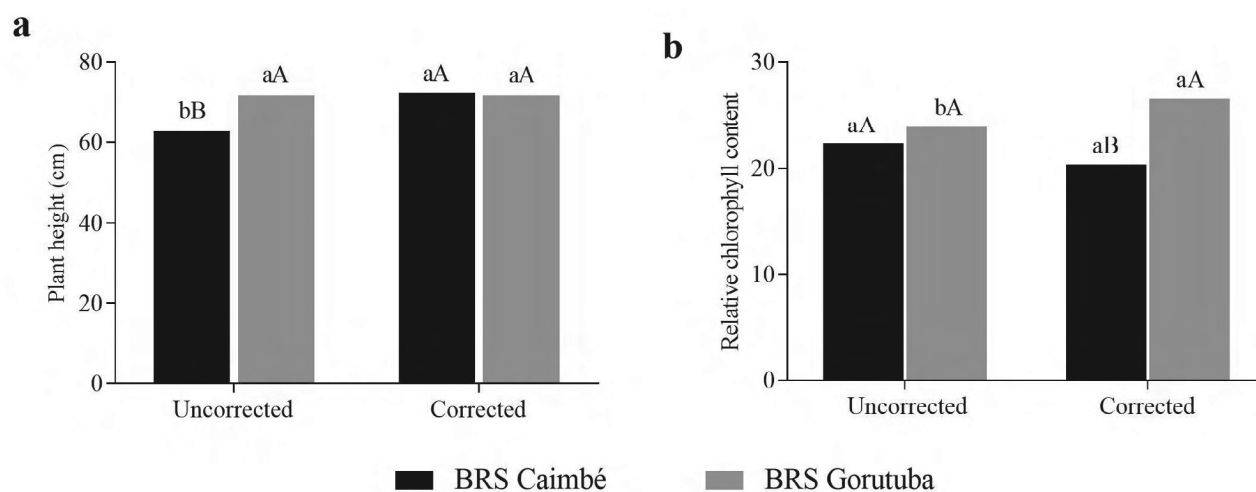 a
80
60
40
20
0
Plant height (cm)
bB
aA
aA
aA
Uncorrected
Corrected
b
30
20
10
0
Relative chlorophyll content
aA
bA
aB
aA
Uncorrected
Corrected
BRS Caimbé
BRS Gorutuba